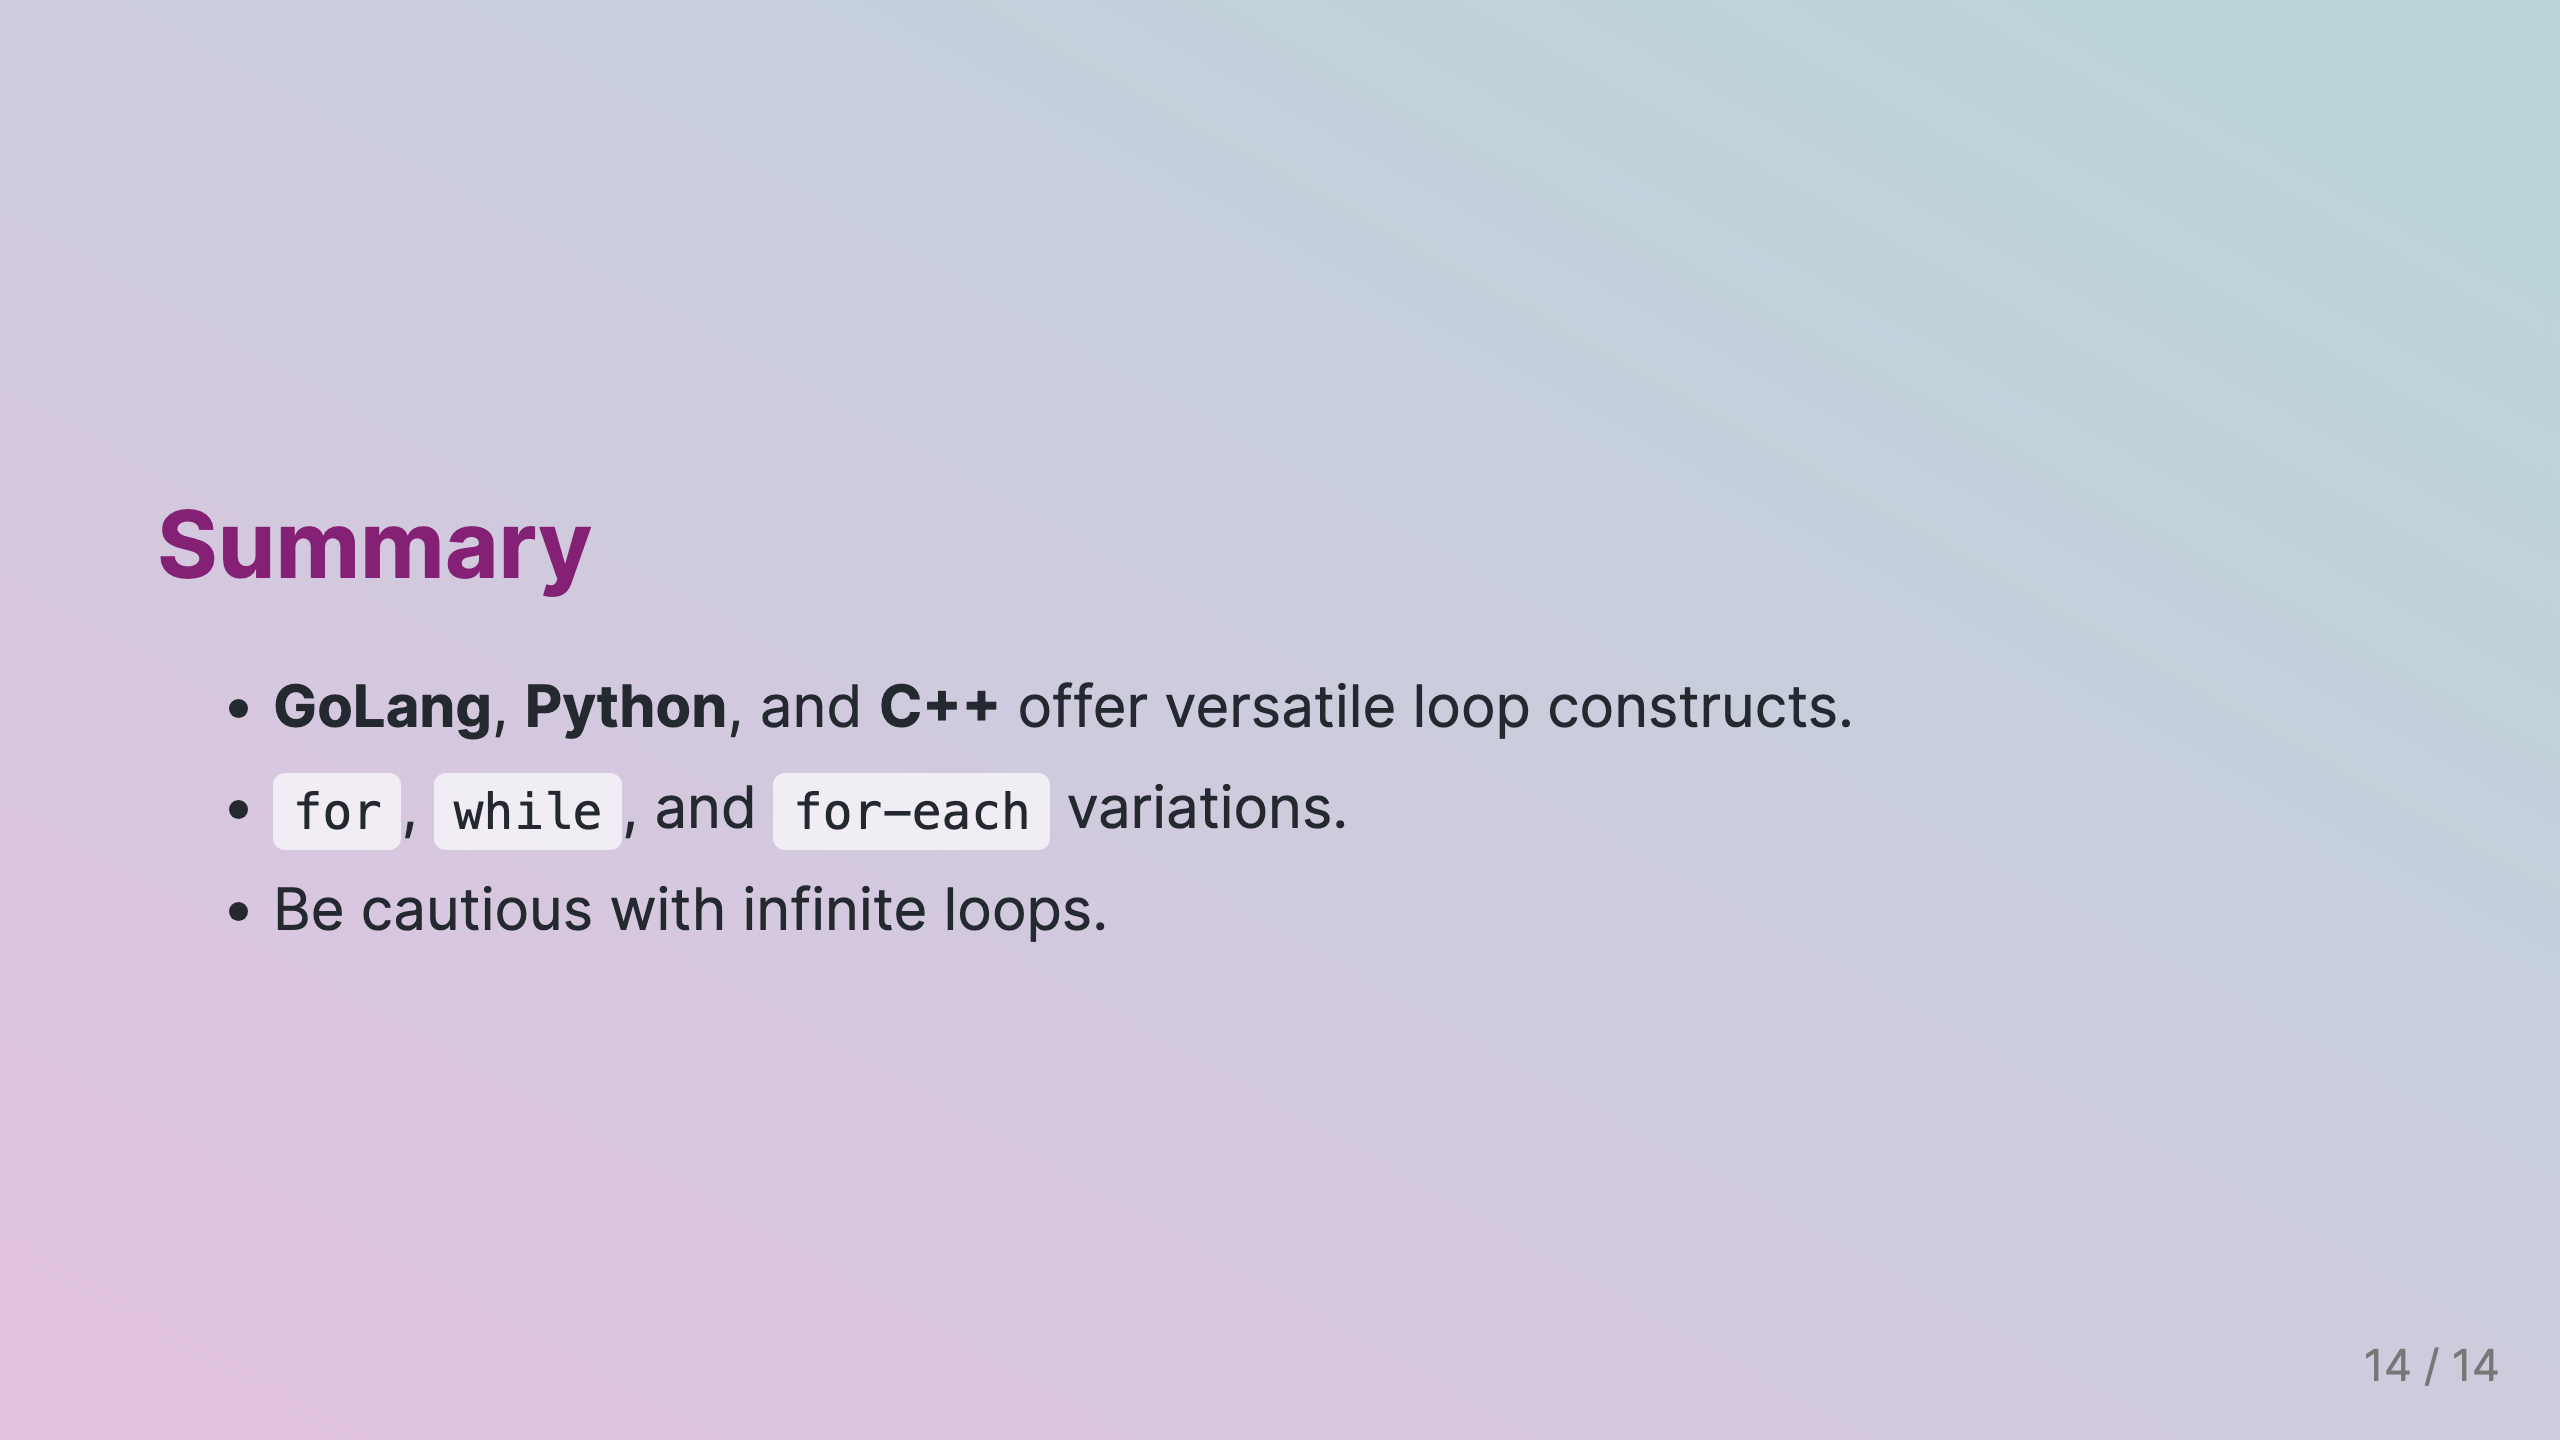 Summary
• GoLang, Python, and C++ offer versatile loop constructs.
• for, while, and for-each variations.
• Be cautious with infinite loops.
14 / 14